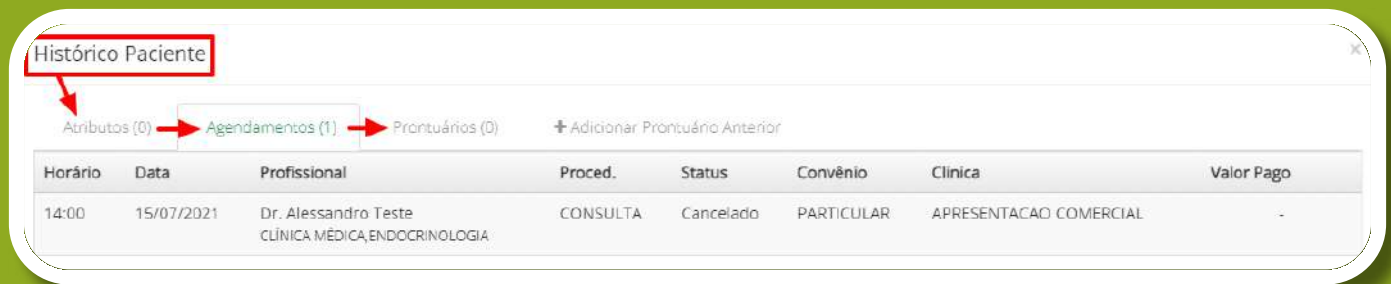 Histórico Paciente
×
Atributos (0) Agendamentos (1) Prontuários (0) + Adicionar Prontuário Anterior
Horário Data Profissional Proced. Status Convênio Clinica Valor Pago
14:00 15/07/2021 Dr. Alessandro Teste CONSULTA Cancelado PARTICULAR APRESENTACAO COMERCIAL -
CLÍNICA MÉDICA,ENDOCRINOLOGIA